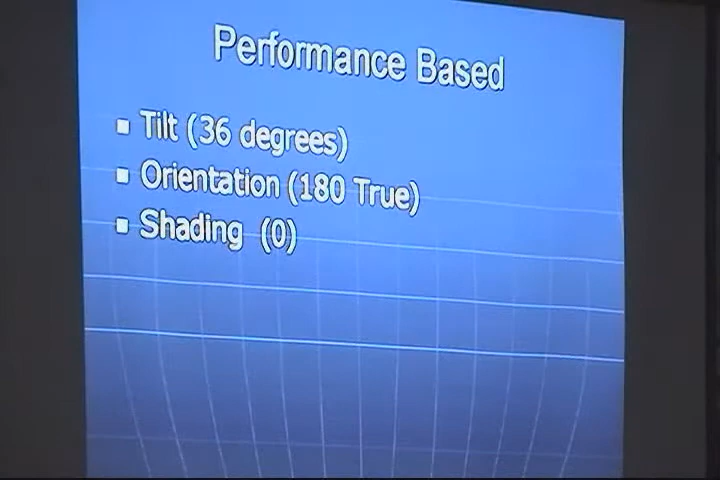 Performance Based
Tilt (36 degrees)
Orientation (180 True)
Shading (0)